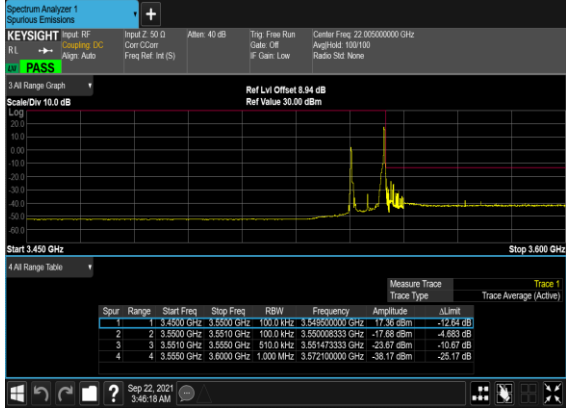 Spectrum Analyzer 1
Spurious Emissions
+
KEYSIGHT Input: RF Input Z: 50 Ω Atten: 40 dB Trig: Free Run Center Freq: 22.005000000 GHz
RL Coupling: DC Corr CCorr Gate: Off Avg|Hold: 100/100
Align: Auto Freq Ref: Int (S) IF Gain: Low Radio Std: None
PASS
3 All Range Graph
Ref Lvl Offset 8.94 dB
Scale/Div 10.0 dB Ref Value 30.00 dBm
Log
20.0
10.0
0.00
-10.0
-20.0
-30.0
-40.0
-50.0
-60.0
Start 3.450 GHz Stop 3.600 GHz
4 All Range Table
Measure Trace Trace 1
Trace Type Trace Average (Active)
Spur Range Start Freq Stop Freq RBW Frequency Amplitude ΔLimit
1 1 3.4500 GHz 3.5500 GHz 100.0 kHz 3.549500000 GHz 17.36 dBm -12.64 dB
2 2 3.5500 GHz 3.5510 GHz 100.0 kHz 3.550008333 GHz -17.68 dBm -4.683 dB
3 3 3.5510 GHz 3.5550 GHz 510.0 kHz 3.551473333 GHz -23.67 dBm -10.67 dB
4 4 3.5550 GHz 3.6000 GHz 1.000 MHz 3.572100000 GHz -38.17 dBm -25.17 dB
?
Sep 22, 2021
3:46:18 AM